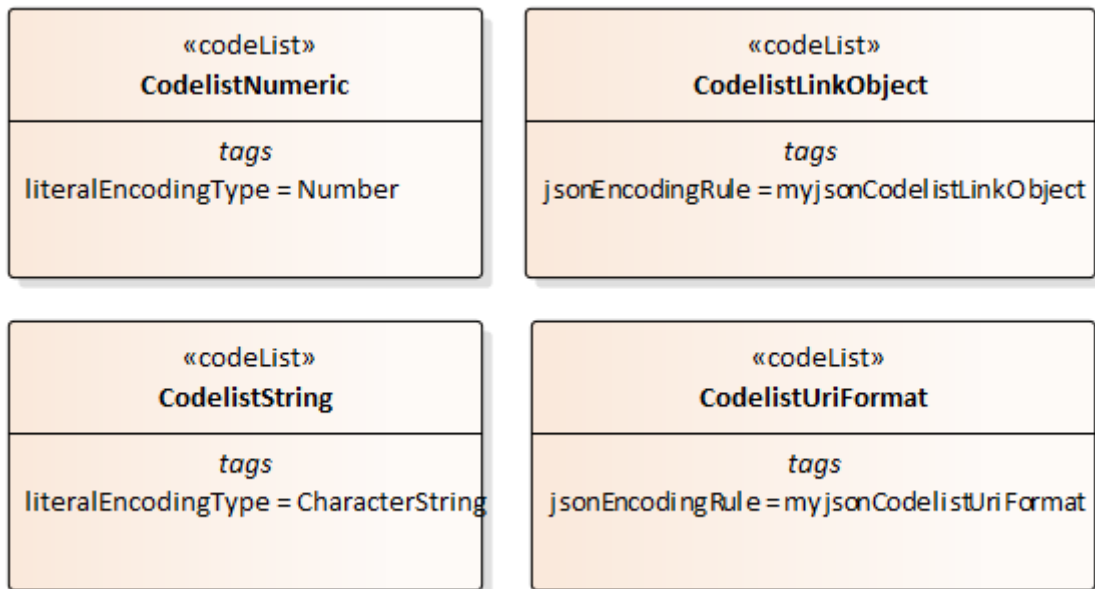 «codeList»
CodelistNumeric
tags
literalEncodingType = Number
«codeList»
CodelistLinkObject
tags
jsonEncodingRule = myjsonCodelistLinkObject
«codeList»
CodelistString
tags
literalEncodingType = CharacterString
«codeList»
CodelistUriFormat
tags
jsonEncodingRule = myjsonCodelistUriFormat